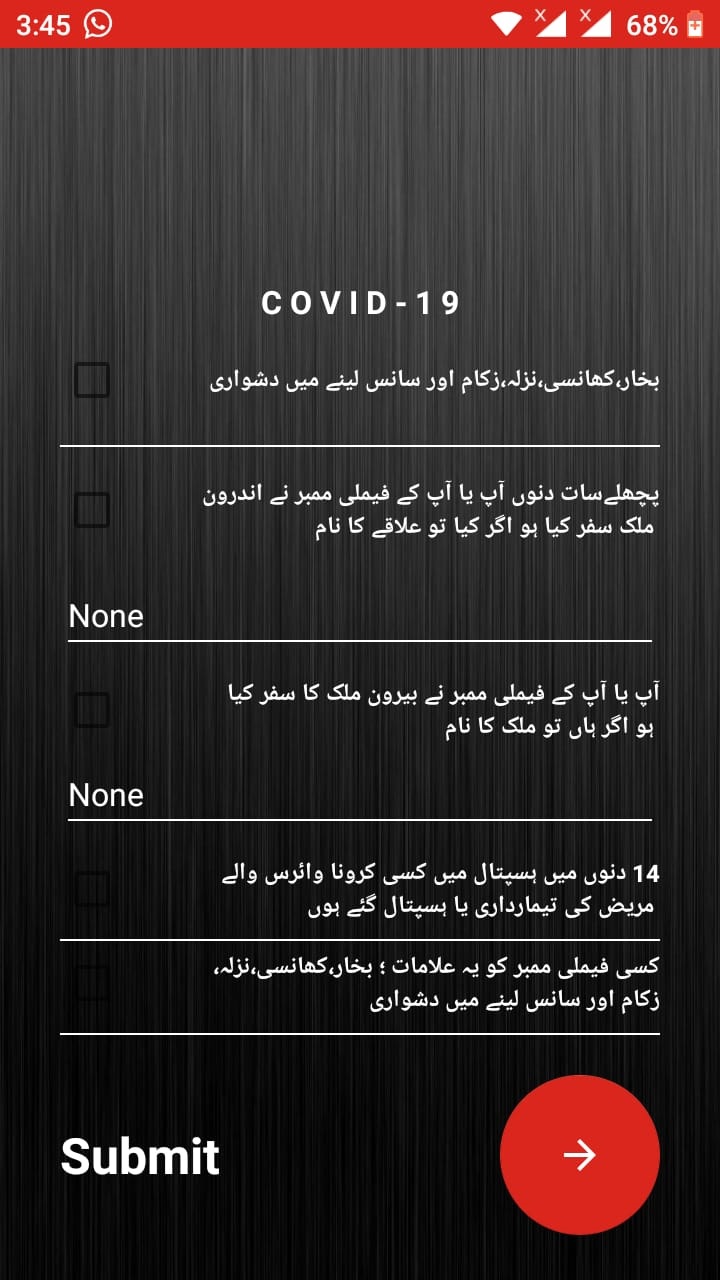 3:45
68%
COVID-19
بخار،کھانسی،نزلہ،زکام اور سانس لینے میں دشواری
پچھلےسات دنوں آپ یا آپ کے فیملی ممبر نے اندرون
ملک سفر کیا ہو اگر کیا تو علاقے کا نام
None
آپ یا آپ کے فیملی ممبر نے بیرون ملک کا سفر کیا
ہو اگر ہاں تو ملک کا نام
None
14 دنوں میں ہسپتال میں کسی کرونا وائرس والے
مریض کی تیمارداری یا ہسپتال گئے ہوں
کسی فیملی ممبر کو یہ علامات ؛ بخار،کھانسی،نزلہ،
زکام اور سانس لینے میں دشواری
Submit